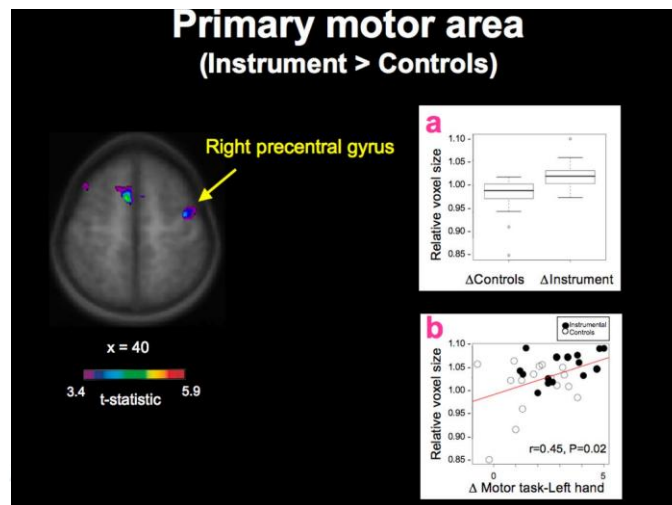 Primary motor area
(Instrument > Controls)
Right precentral gyrus
x = 40
3.4 5.9
t-statistic
a
Relative voxel size
1.10
1.05
1.00
0.95
0.90
0.85
ΔControls ΔInstrument
b
Instrumental
Controls
Relative voxel size
1.10
1.05
1.00
0.95
0.90
0.85
r=0.45, P=0.02
0 5
Δ Motor task-Left hand